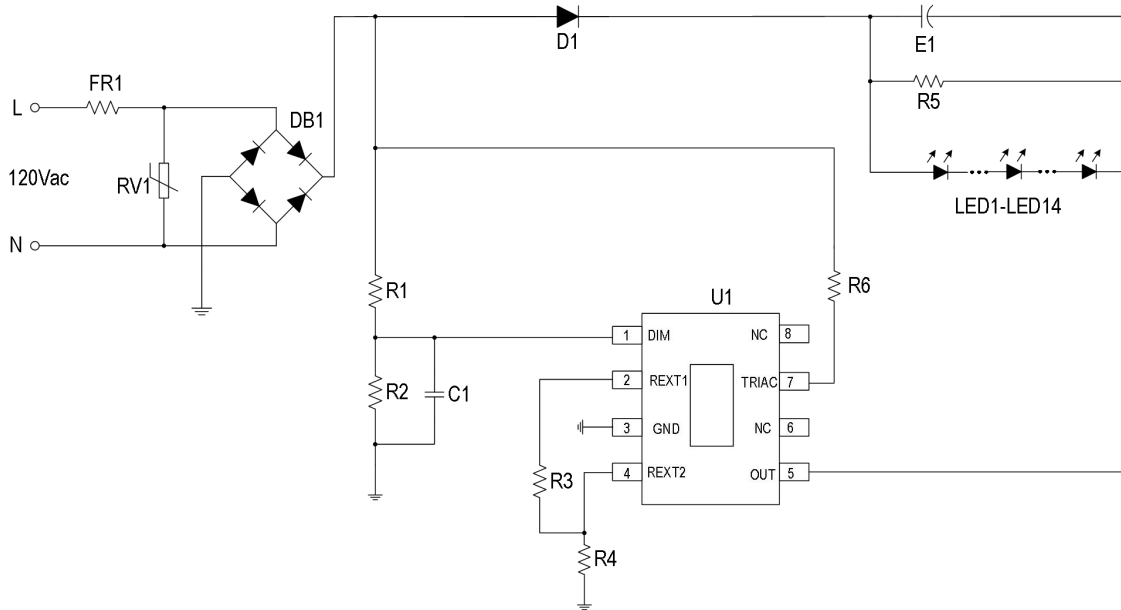 D1
E1
FR1
L
R5
DB1
120Vac
RV1
LED1-LED14
N
R1
R6
U1
1 DIM NC 8
R2
C1
2 REXT1 TRIAC 7
3 GND NC 6
4 REXT2 OUT 5
R3
R4